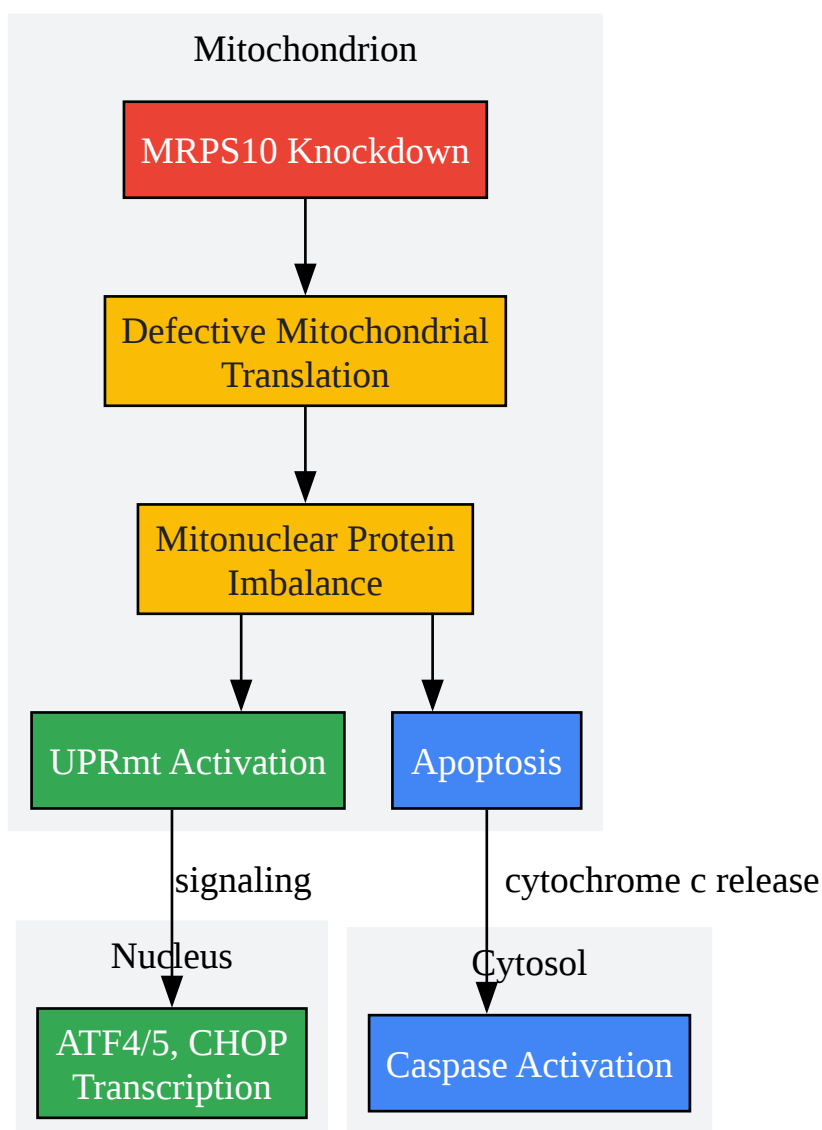 Mitochondrion
MRPS10 Knockdown
Defective Mitochondrial
Translation
Mitonuclear Protein
Imbalance
UPRmt Activation
Apoptosis
signaling
cytochrome c release
Nucleus
Cytosol
ATF4/5, CHOP
Transcription
Caspase Activation